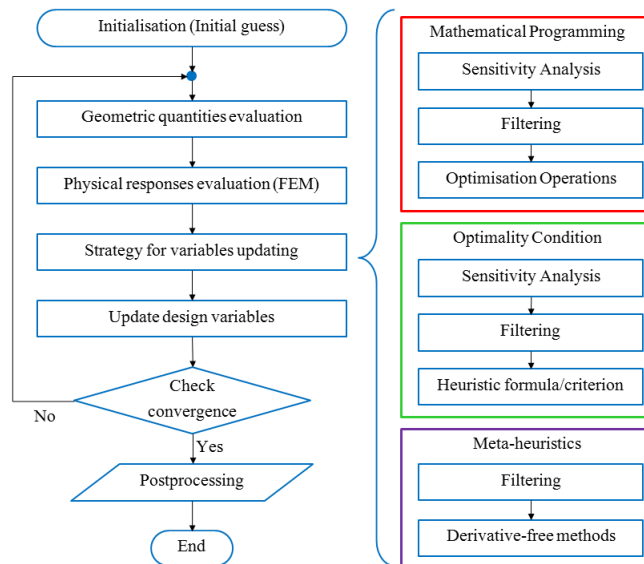 Initialisation (Initial guess)
Geometric quantities evaluation
Physical responses evaluation (FEM)
Strategy for variables updating
Update design variables
Check
convergence
No
Yes
Postprocessing
End
Mathematical Programming
Sensitivity Analysis
Filtering
Optimisation Operations
Optimality Condition
Sensitivity Analysis
Filtering
Heuristic formula/criterion
Meta-heuristics
Filtering
Derivative-free methods